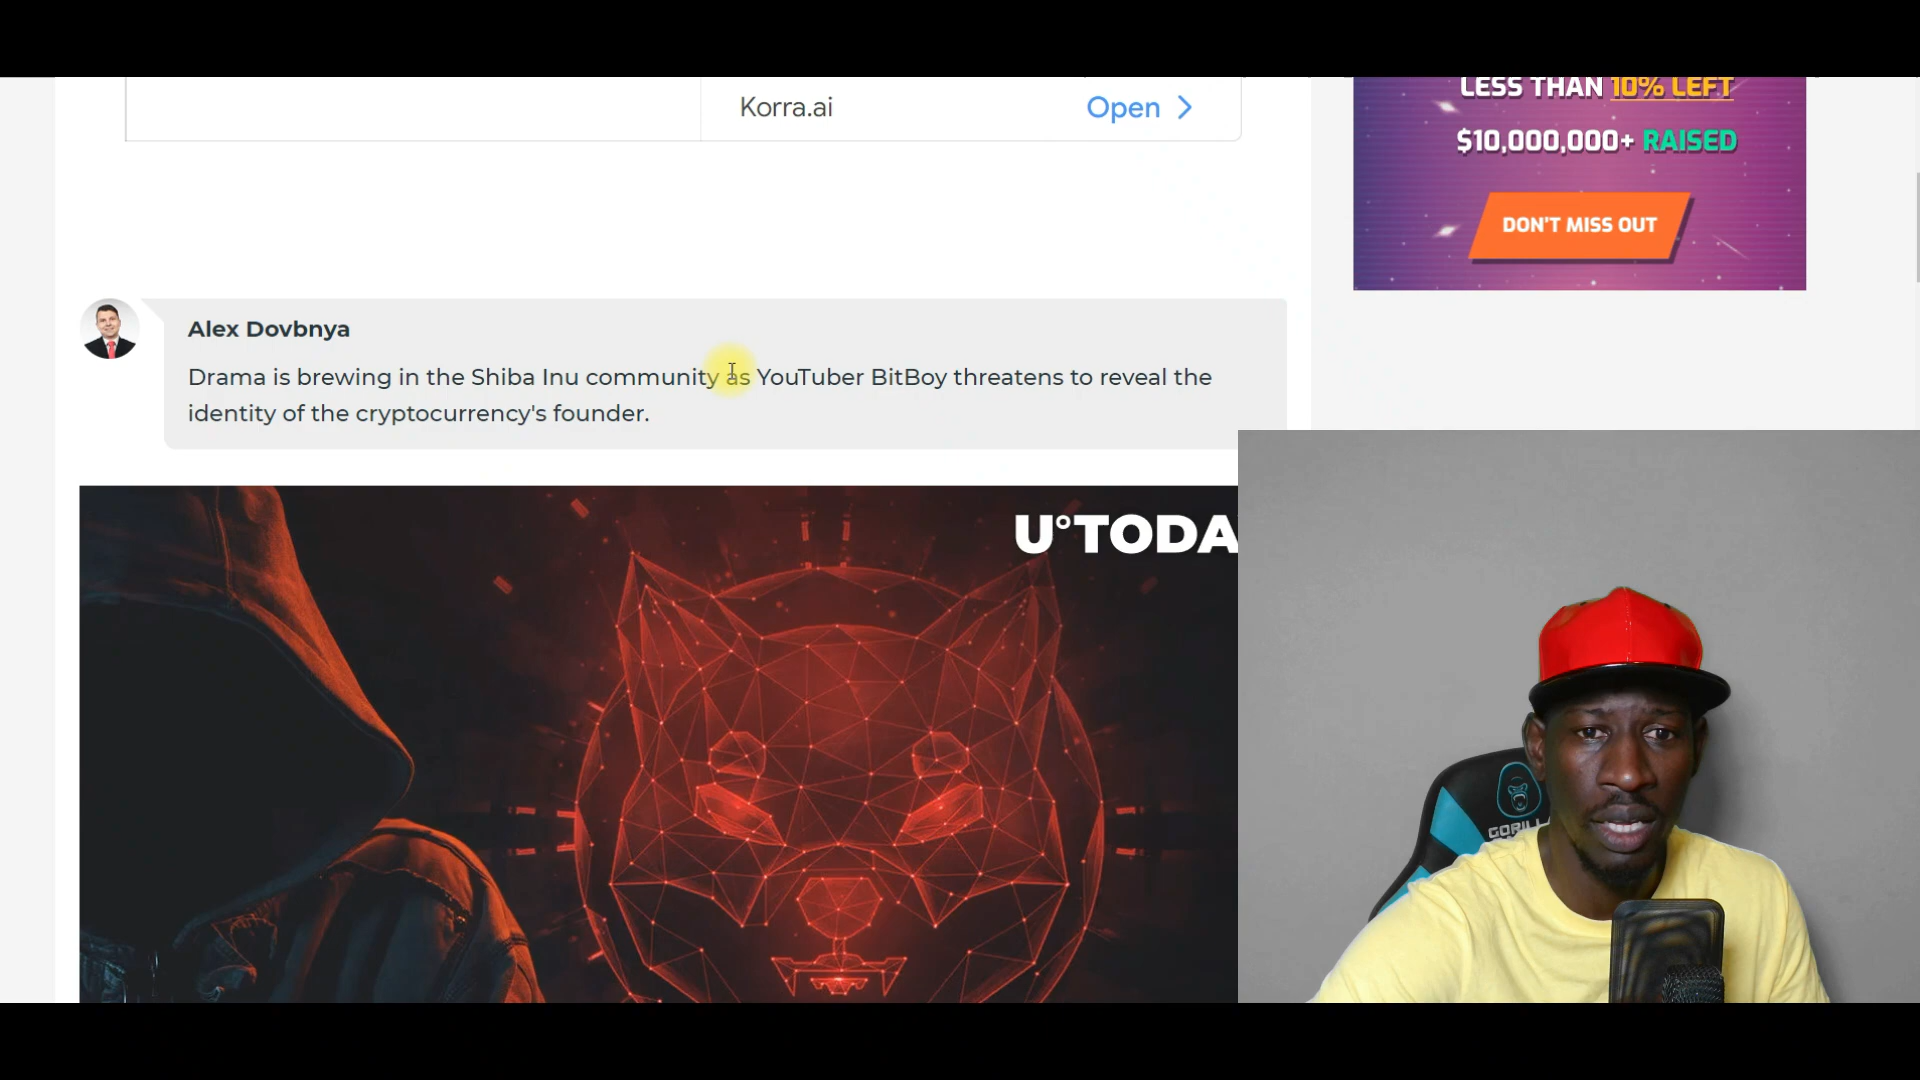 LESS THAN 10% LEFT
$10,000,000+ RAISED
DON'T MISS OUT
Korra.ai
Open
Alex Dovbnya
Drama is brewing in the Shiba Inu community as YouTuber BitBoy threatens to reveal the
identity of the cryptocurrency's founder.
U°TODA
GORILL